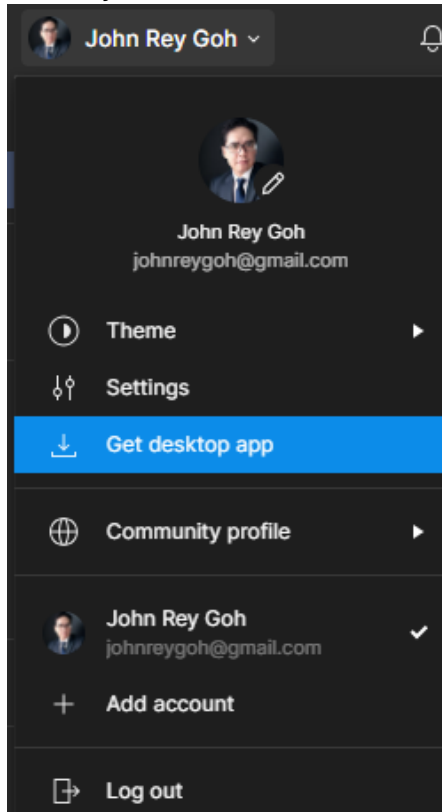 John Rey Goh
John Rey Goh
johnreygoh@gmail.com
Theme
Settings
Get desktop app
Community profile
John Rey Goh
johnreygoh@gmail.com
Add account
Log out